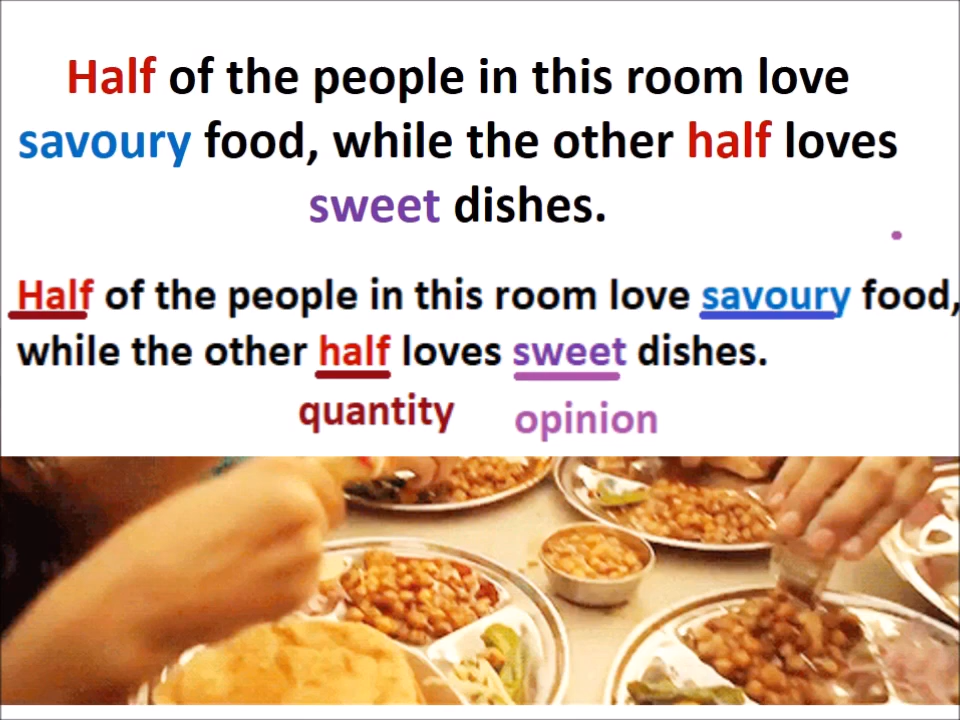 Half of the people in this room love
savoury food, while the other half loves
sweet dishes.
Half of the people in this room love savoury food,
while the other half loves sweet dishes.
quantity opinion